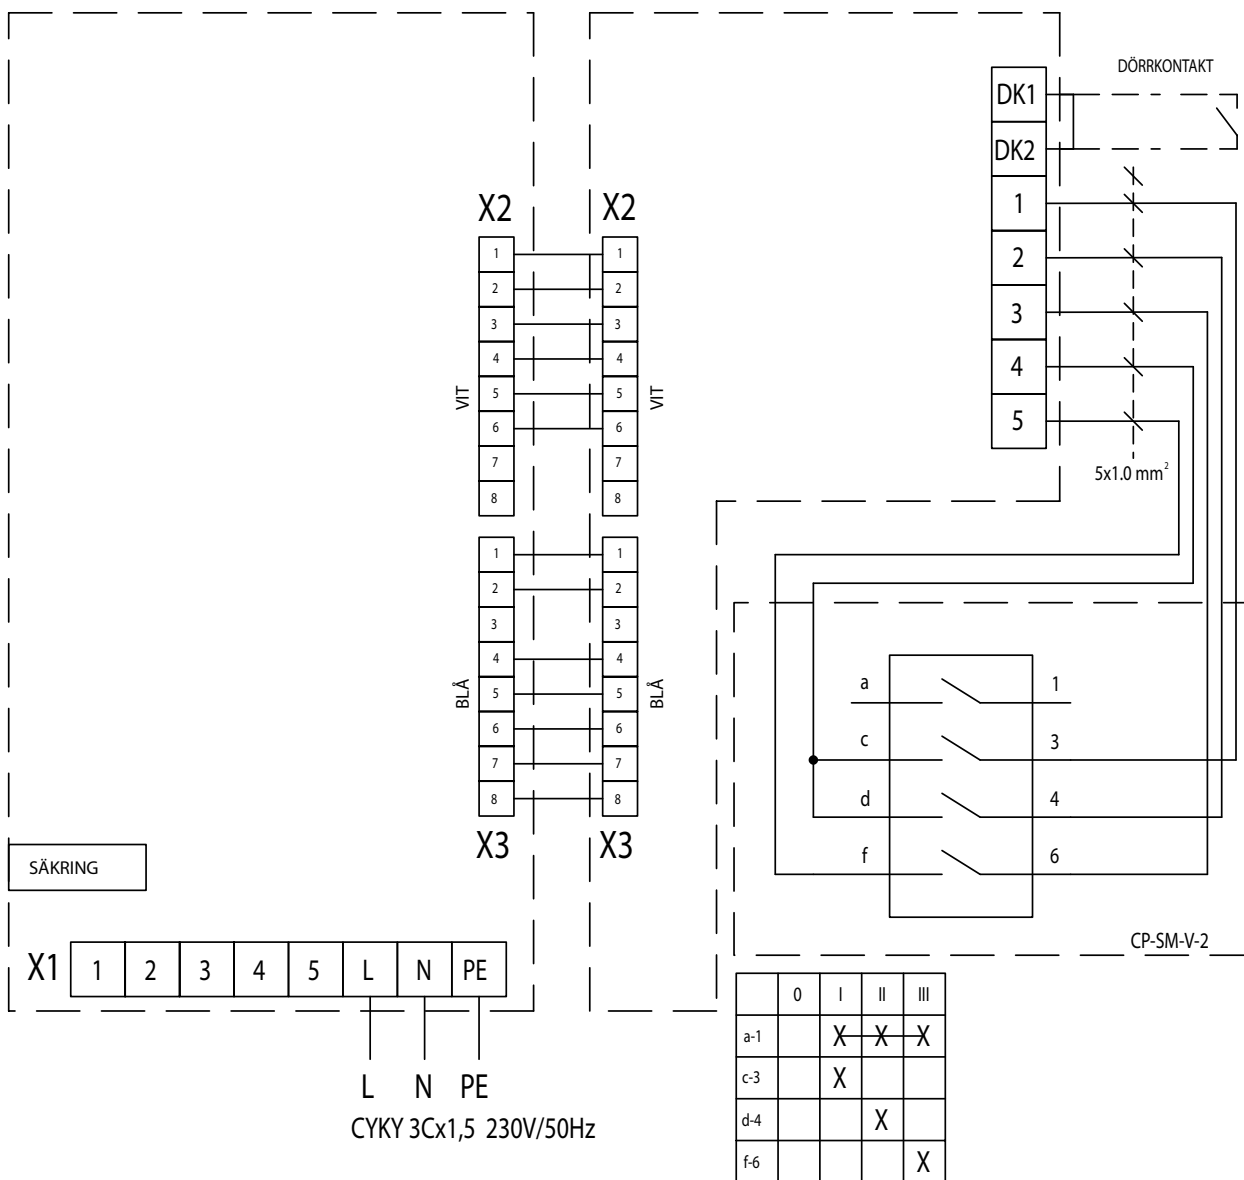 DÖRRKONTAKT
DK1
DK2
1
2
3
4
5
5x1.0 mm²
X2
X2
1
2
3
4
5
6
7
8
VIT
1
2
3
4
5
6
7
8
VIT
1
2
3
4
5
6
7
8
BLÅ
1
2
3
4
5
6
7
8
BLÅ
X3
X3
a 1
c 3
d 4
f 6
CP-SM-V-2
SÄKRING
X1 1 2 3 4 5 L N PE
L N PE
CYKY 3Cx1,5 230V/50Hz
0 I II III
a-1 X X X
c-3 X
d-4 X
f-6 X